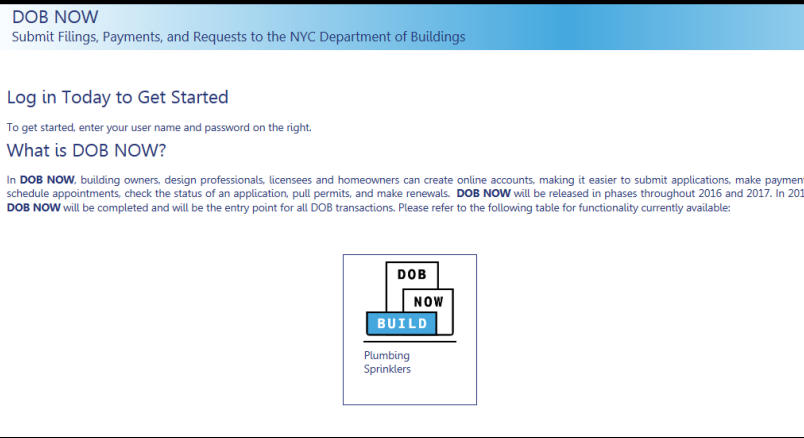 DOB NOW
Submit Filings, Payments, and Requests to the NYC Department of Buildings
Log in Today to Get Started
To get started, enter your user name and password on the right.
What is DOB NOW?
In DOB NOW, building owners, design professionals, licensees and homeowners can create online accounts, making it easier to submit applications, make
schedule appointments, check the status of an application, pull permits, and make renewals. DOB NOW will be released in phases throughout 2016 and 2017. In
DOB NOW will be completed and will be the entry point for all DOB transactions. Please refer to the following table for functionality currently available:
DOB
NOW
BUILD
Plumbing
Sprinklers